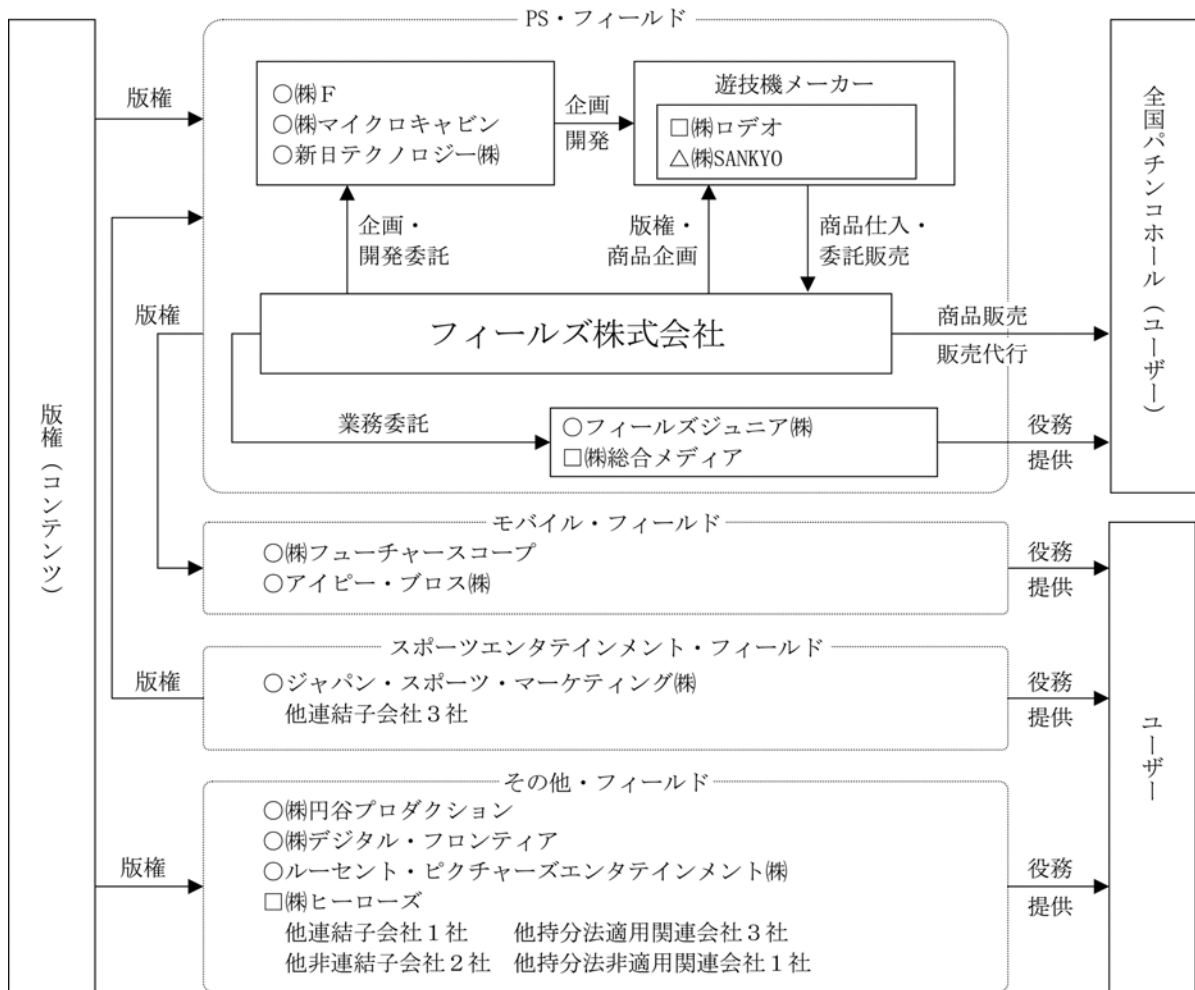 PS・フィールド
版権
○㈱F
○㈱マイクロキャビン
○新日テクノロジー㈱
企画
開発
遊技機メーカー
□㈱ロデオ
△㈱SANKYO
企画・
開発委託
版権・
商品企画
商品仕入・
委託販売
版権
フィールズ株式会社
商品販売
販売代行
全国パチンコホール（ユーザー）
業務委託
○フィールズジュニア㈱
□㈱総合メディア
役務
提供
版権（コンテンツ）
モバイル・フィールド
○㈱フューチャースコープ
○アイピー・ブロス㈱
役務
提供
スポーツエンタテインメント・フィールド
版権
○ジャパン・スポーツ・マーケティング㈱
他連結子会社３社
役務
提供
ユーザー
その他・フィールド
版権
○㈱円谷プロダクション
○㈱デジタル・フロンティア
○ルーセント・ピクチャーズエンタテインメント㈱
□㈱ヒーローズ
他連結子会社１社　他持分法適用関連会社３社
他非連結子会社２社　他持分法非適用関連会社１社
役務
提供